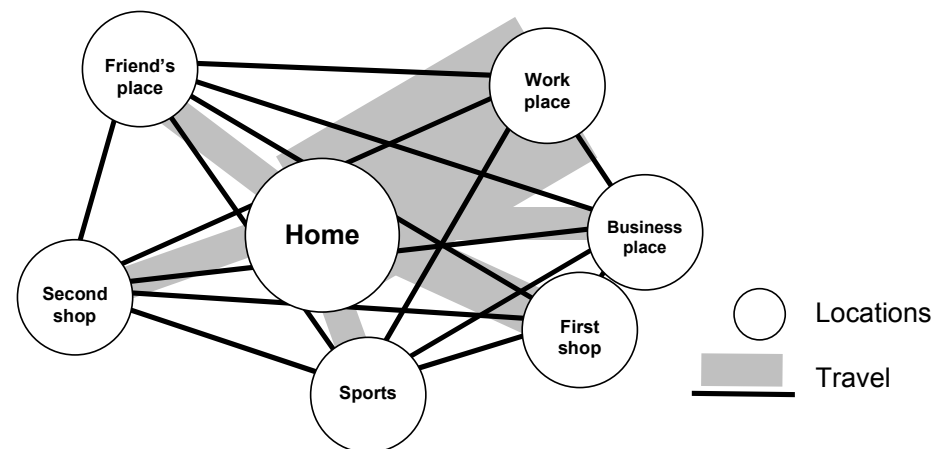 Friend's
place
Work
place
Home
Business
place
Second
shop
First
shop
Sports
Locations
Travel